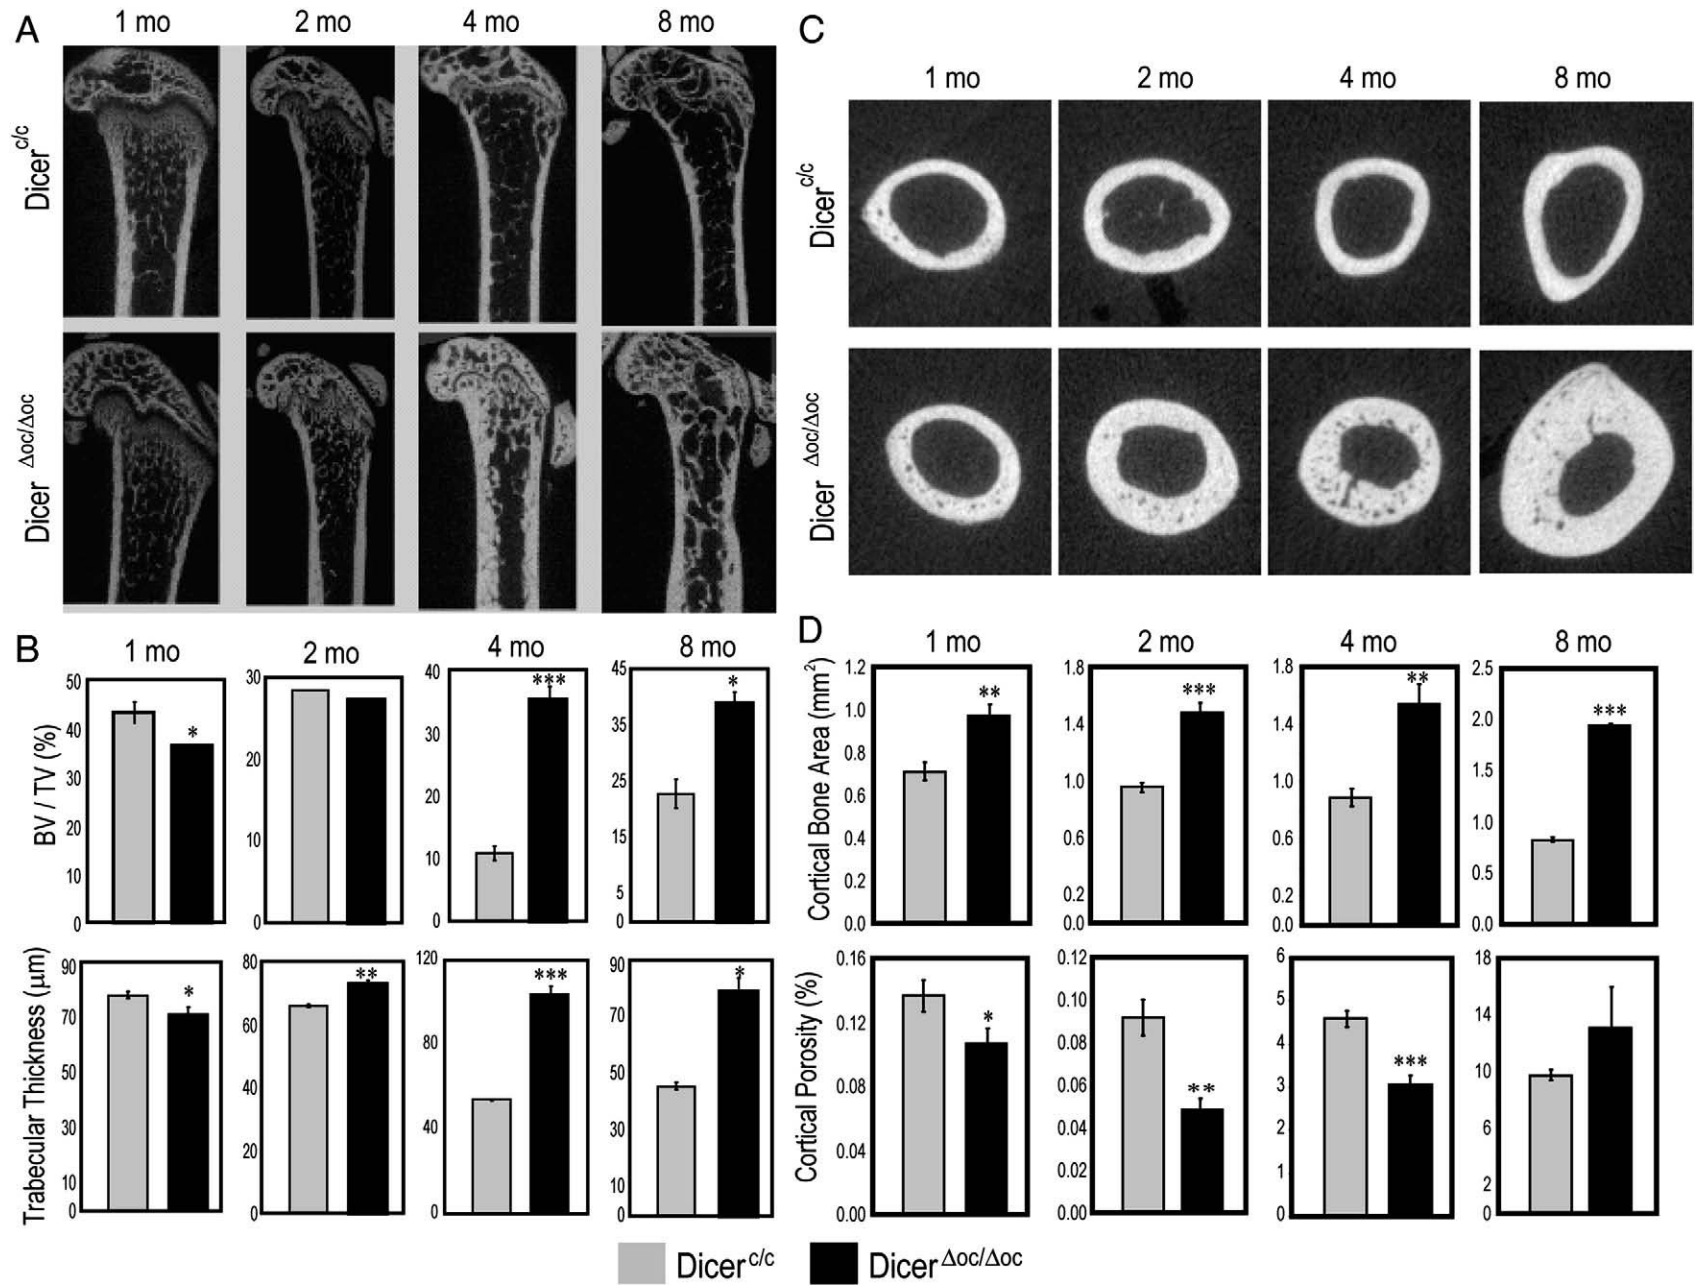 A
1 mo 2 mo 4 mo 8 mo
Dicer c/c
Dicer Δoc/Δoc
C
1 mo 2 mo 4 mo 8 mo
Dicer c/c
Dicer Δoc/Δoc
B
1 mo 2 mo 4 mo 8 mo
BV / TV (%)
50 40 30 20 10 0
*
30 20 10 0
40 30 20 10 0
***
45 35 25 15 5 0
*
Trabecular Thickness (μm)
90 70 50 30 10 0
*
80 60 40 20 0
**
120 80 40 0
***
90 70 50 30 10 0
*
D
1 mo 2 mo 4 mo 8 mo
Cortical Bone Area (mm²)
1.2 1.0 0.8 0.6 0.4 0.2 0.0
**
1.8 1.4 1.0 0.6 0.2 0.0
***
1.8 1.4 1.0 0.6 0.2 0.0
**
2.5 2.0 1.5 1.0 0.5 0.0
***
Cortical Porosity (%)
0.16 0.12 0.08 0.04 0.00
*
0.12 0.10 0.08 0.06 0.04 0.02 0.00
**
6 5 4 3 2 1 0
***
18 14 10 6 2 0
Dicer c/c Dicer Δoc/Δoc